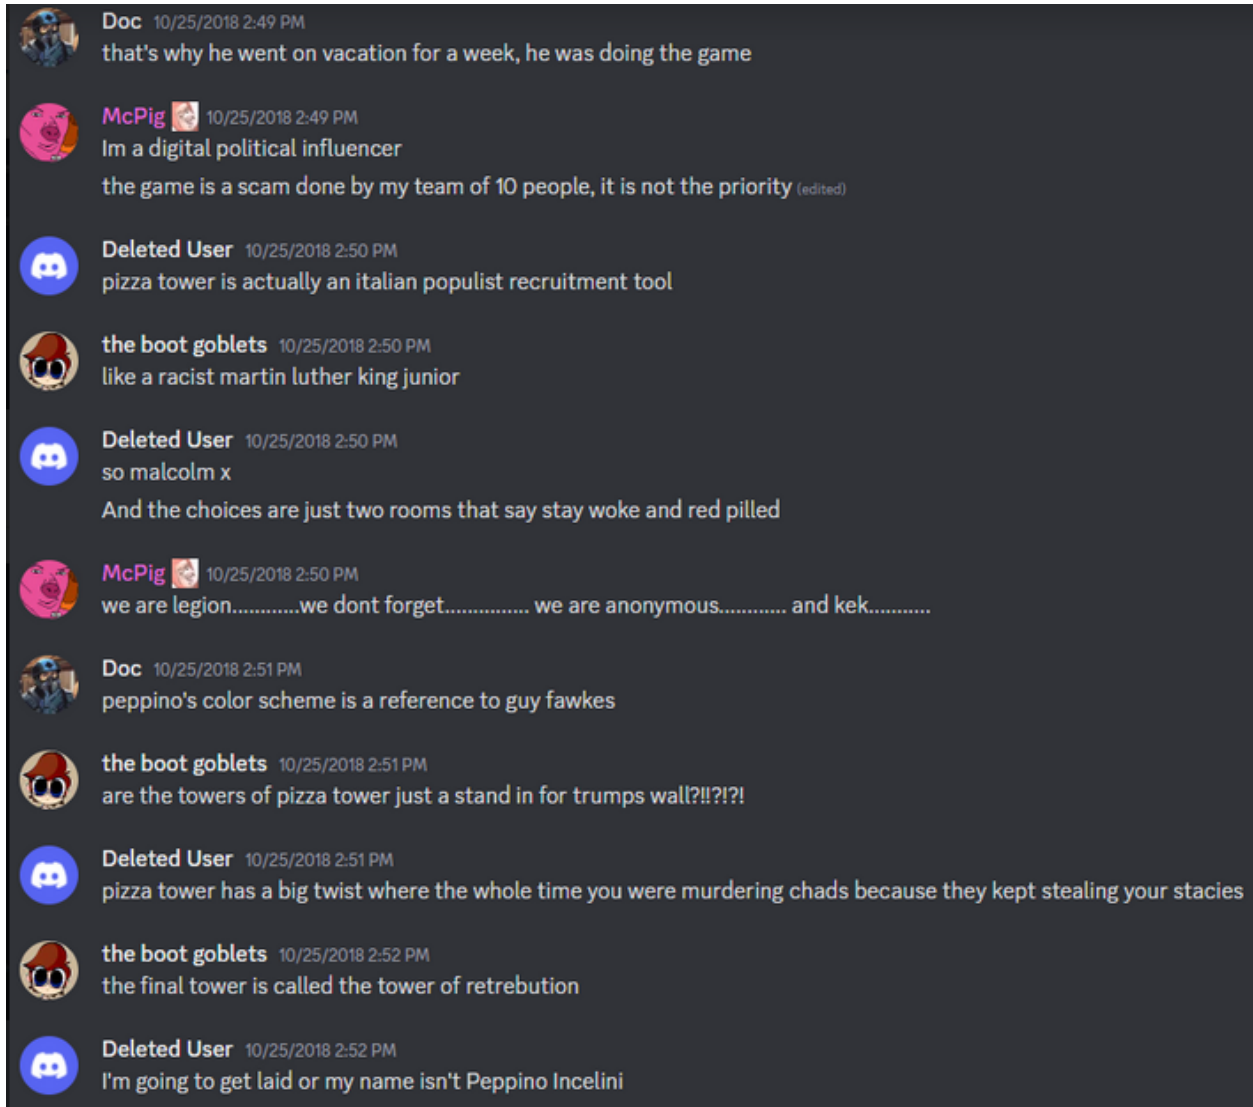 Doc 10/25/2018 2:49 PM
that's why he went on vacation for a week, he was doing the game
McPig 10/25/2018 2:49 PM
Im a digital political influencer
the game is a scam done by my team of 10 people, it is not the priority (edited)
Deleted User 10/25/2018 2:50 PM
pizza tower is actually an italian populist recruitment tool
the boot goblets 10/25/2018 2:50 PM
like a racist martin luther king junior
Deleted User 10/25/2018 2:50 PM
so malcolm x
And the choices are just two rooms that say stay woke and red pilled
McPig 10/25/2018 2:50 PM
we are legion............we dont forget............... we are anonymous............ and kek...........
Doc 10/25/2018 2:51 PM
peppino's color scheme is a reference to guy fawkes
the boot goblets 10/25/2018 2:51 PM
are the towers of pizza tower just a stand in for trumps wall?!!?!?!
Deleted User 10/25/2018 2:51 PM
pizza tower has a big twist where the whole time you were murdering chads because they kept stealing your stacies
the boot goblets 10/25/2018 2:52 PM
the final tower is called the tower of retrebution
Deleted User 10/25/2018 2:52 PM
I'm going to get laid or my name isn't Peppino Incelini